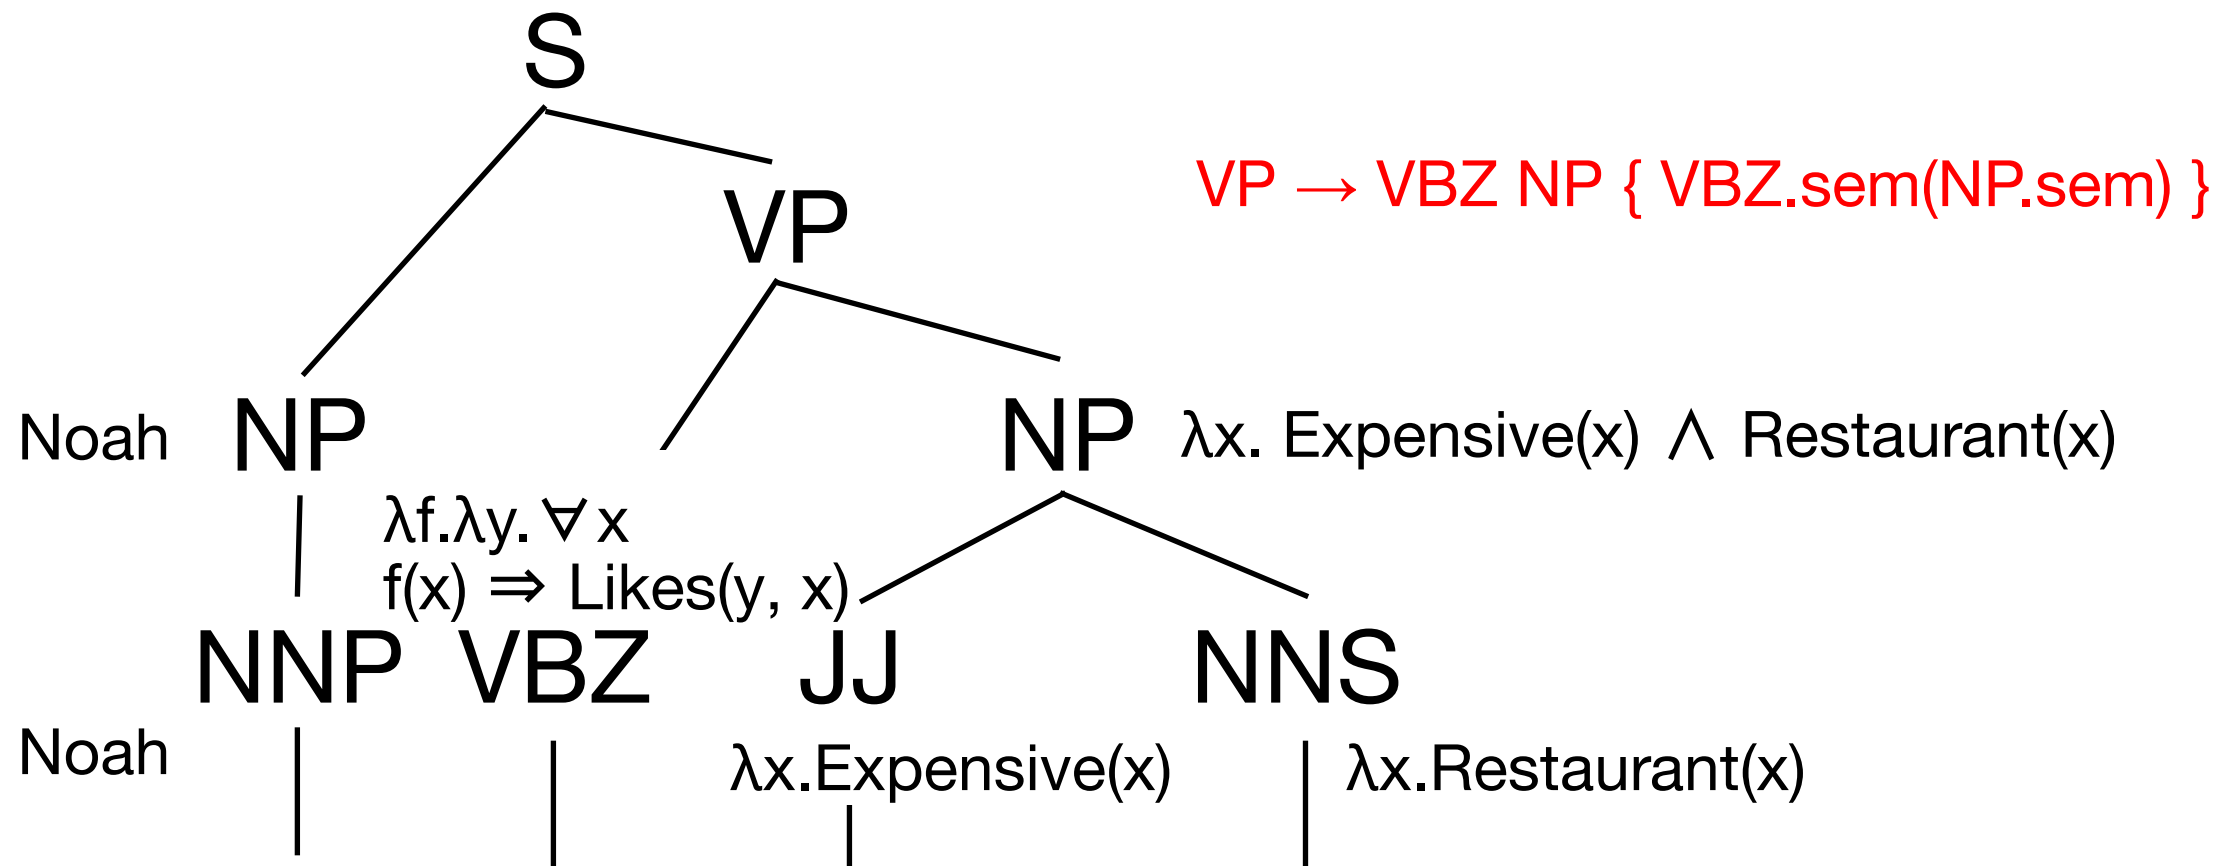 S
VP
VP → VBZ NP { VBZ.sem(NP.sem) }
Noah NP
NP λx. Expensive(x) ∧ Restaurant(x)
λf.λy. ∀x
f(x) ⇒ Likes(y, x)
NNP VBZ JJ NNS
Noah
λx.Expensive(x)
λx.Restaurant(x)